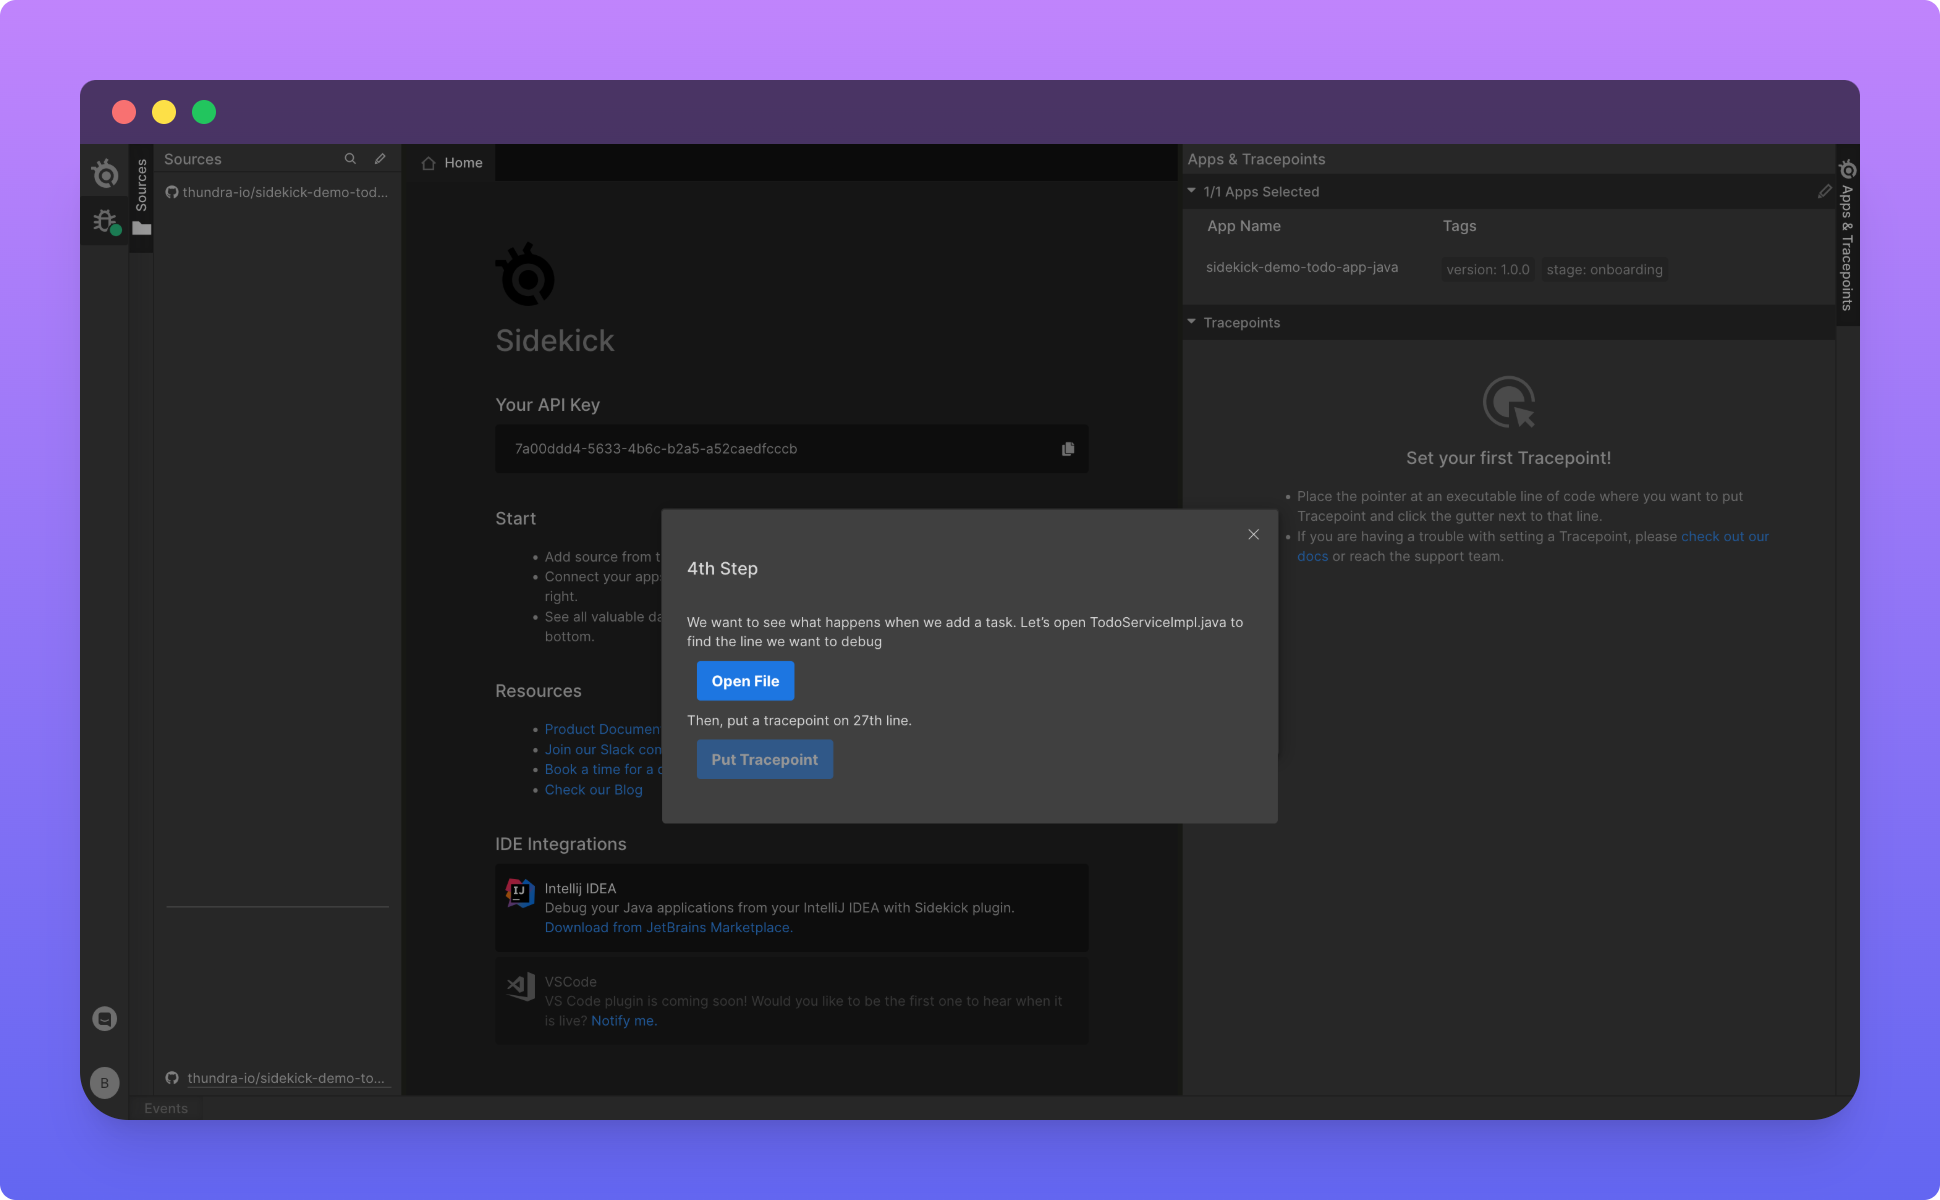 Sources
Sources
thundra-io/sidekick-demo-tod...
Home
Sidekick
Your API Key
7a00ddd4-5633-4b6c-b2a5-a52caedfcccb
Start
Add source from t
Connect your app
right.
See all valuable da
bottom.
Resources
Product Documen
Join our Slack con
Book a time for a
Check our Blog
IDE Integrations
IJ
Intellij IDEA
Debug your Java applications from your IntelliJ IDEA with Sidekick plugin.
Download from JetBrains Marketplace.
VSCode
VS Code plugin is coming soon! Would you like to be the first one to hear when it
is live? Notify me.
4th Step
We want to see what happens when we add a task. Let's open TodoServiceImpl.java to
find the line we want to debug
Open File
Then, put a tracepoint on 27th line.
Put Tracepoint
Apps & Tracepoints
1/1 Apps Selected
App Name Tags
sidekick-demo-todo-app-java version: 1.0.0 stage: onboarding
Tracepoints
Set your first Tracepoint!
Place the pointer at an executable line of code where you want to put
Tracepoint and click the gutter next to that line.
If you are having a trouble with setting a Tracepoint, please check out our
docs or reach the support team.
Apps & Tracepoints
thundra-io/sidekick-demo-to...
B
Events